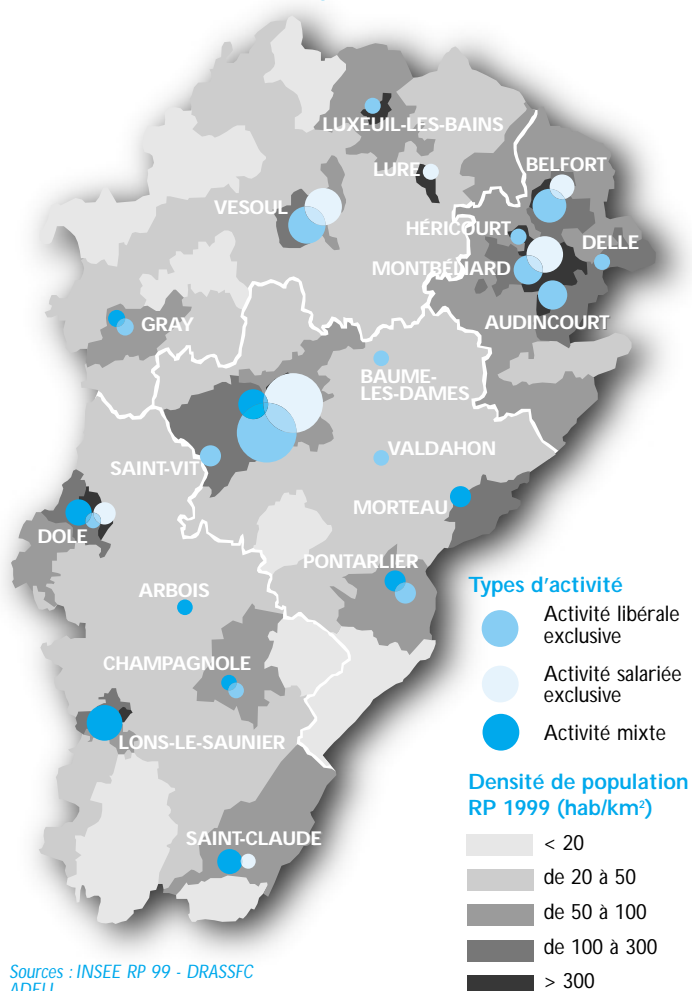 LUXEUIL-LES-BAINS
LURE
BELFORT
VESOUL
HÉRICOURT
DELLE
MONTBÉNARD
GRAY
AUDINCOURT
BAUME-
LES-DAMES
SAINT-VIT
VALDAHON
MORTEAU
DOLE
PONTARLIER
ARBOIS
CHAMPAGNOLE
LONS-LE-SAUNIER
SAINT-CLAUDE
Types d'activité
Activité libérale
exclusive
Activité salariée
exclusive
Activité mixte
Densité de population
RP 1999 (hab/km²)
< 20
de 20 à 50
de 50 à 100
de 100 à 300
> 300
Sources : INSEE RP 99 - DRASSFC
ADELI